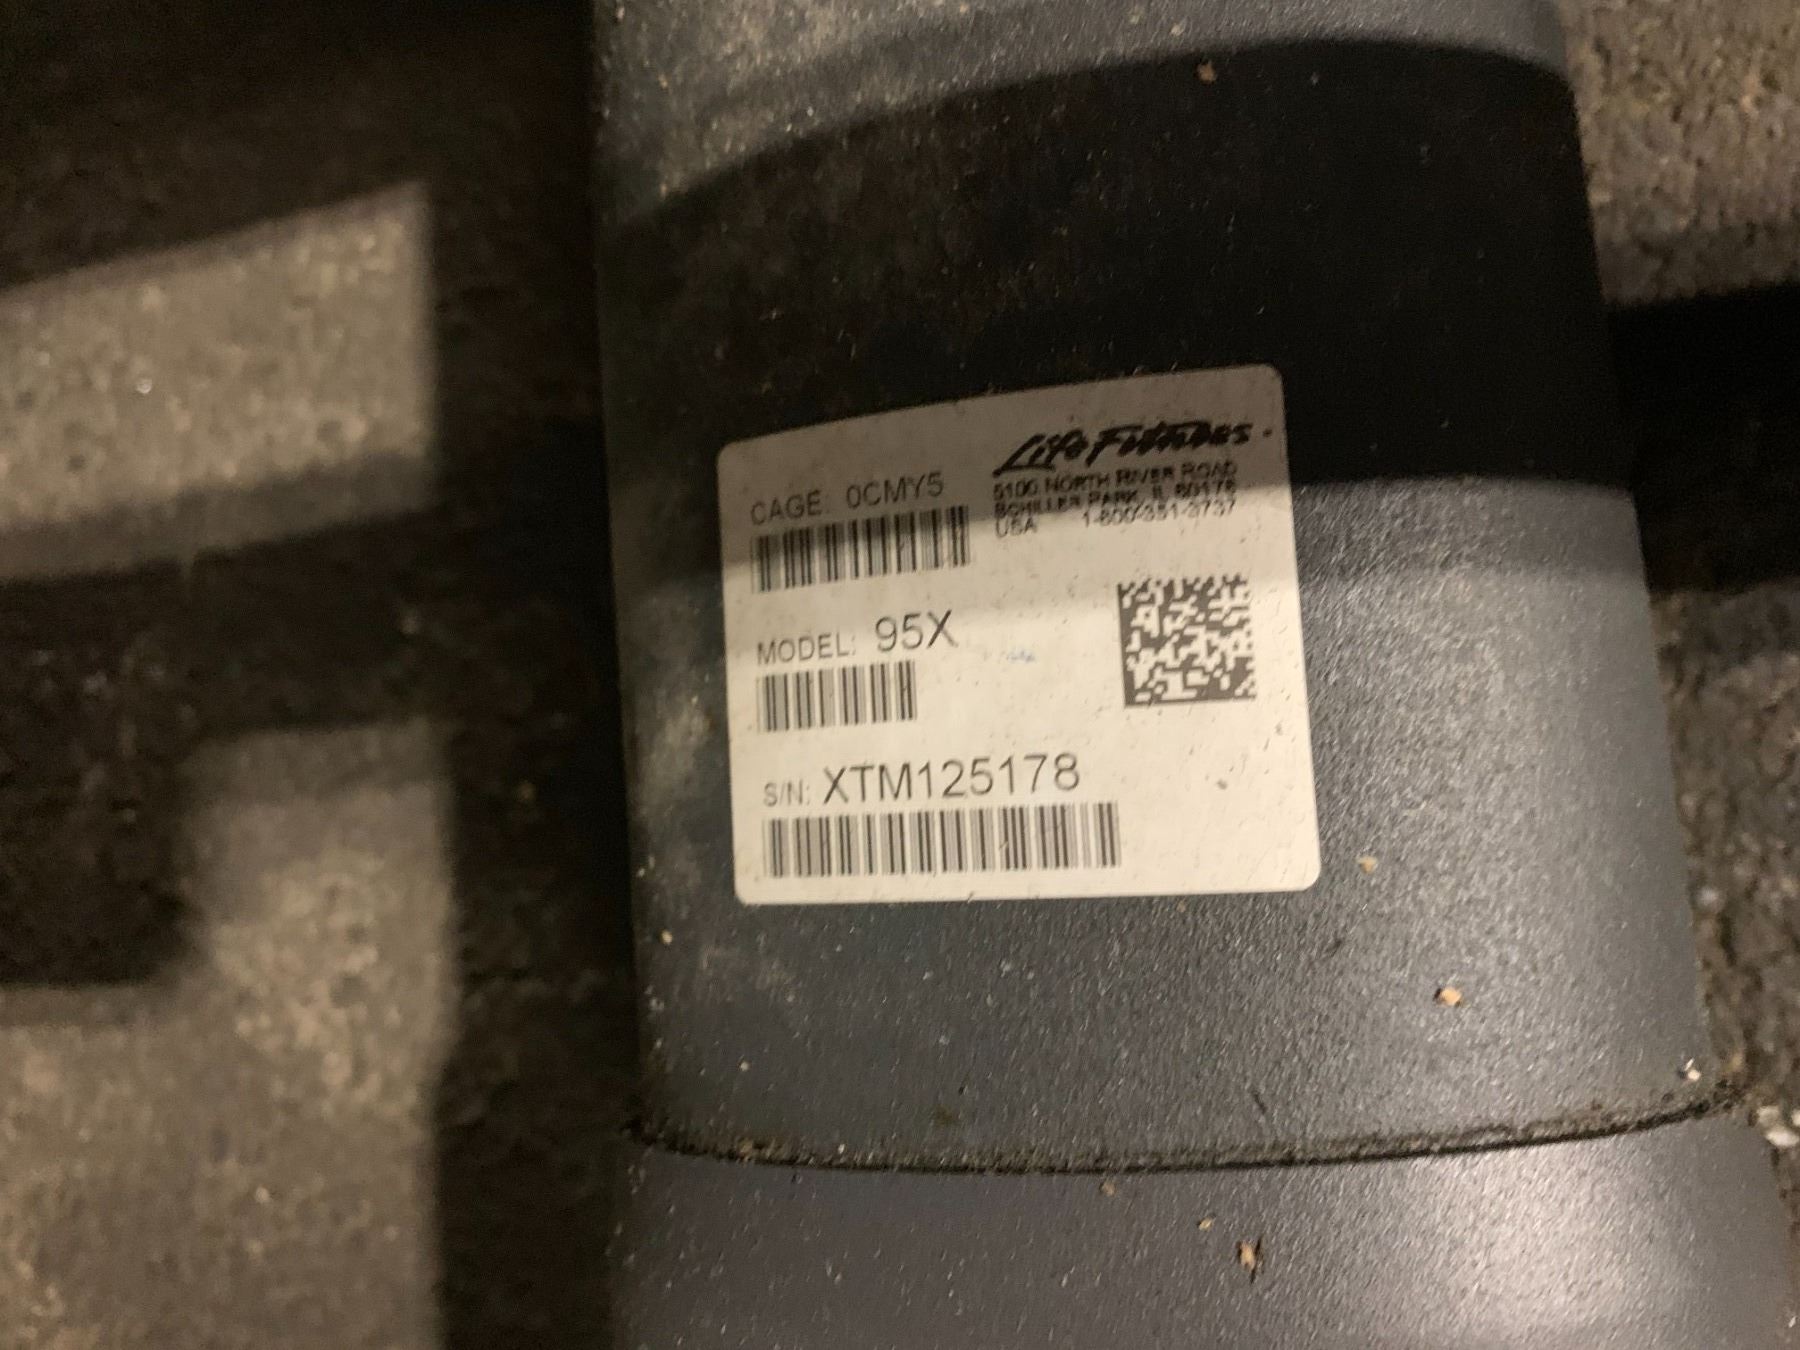 Life Fitness
5100 NORTH RIVER ROAD
SCHILLER PARK, IL 60176
USA 1-800-351-3737
CAGE: 0CMY5
MODEL: 95X
S/N: XTM125178